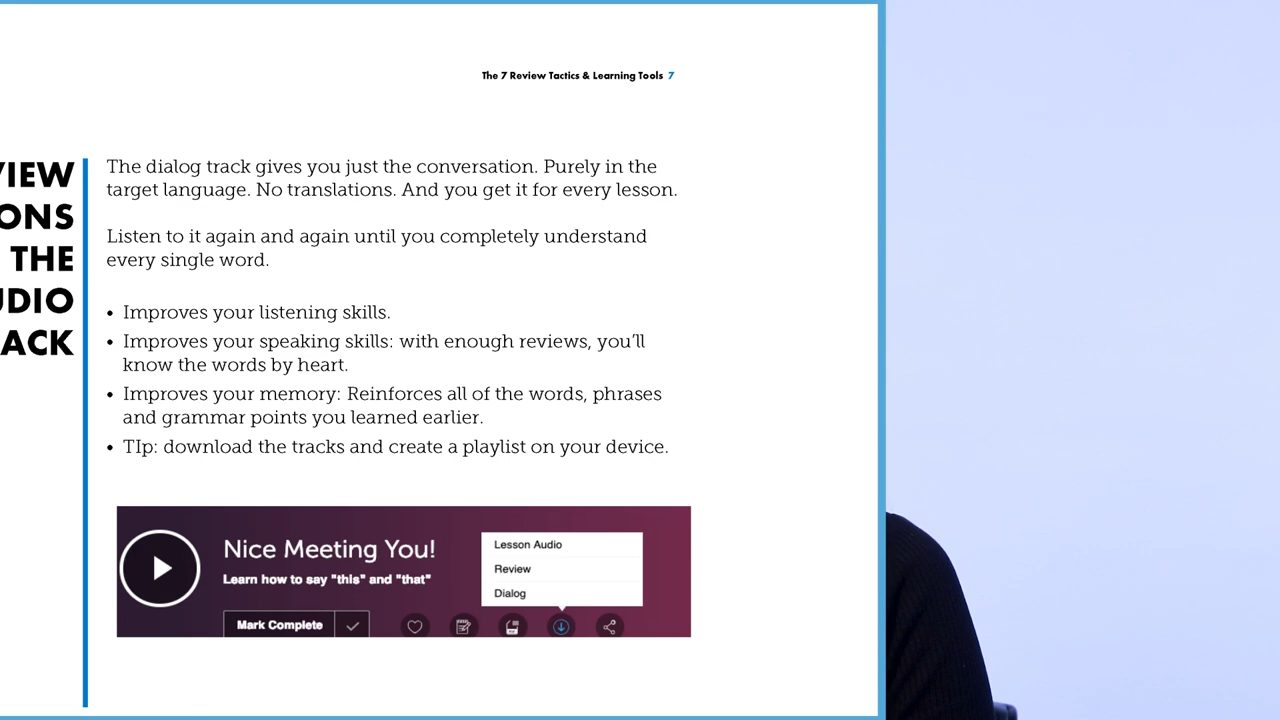 The 7 Review Tactics & Learning Tools 7
VIEW
ONS
THE
UDIO
ACK
The dialog track gives you just the conversation. Purely in the
target language. No translations. And you get it for every lesson.
Listen to it again and again until you completely understand
every single word.
• Improves your listening skills.
• Improves your speaking skills: with enough reviews, you’ll
know the words by heart.
• Improves your memory: Reinforces all of the words, phrases
and grammar points you learned earlier.
• TIp: download the tracks and create a playlist on your device.
Nice Meeting You!
Learn how to say "this" and "that"
Mark Complete
Lesson Audio
Review
Dialog